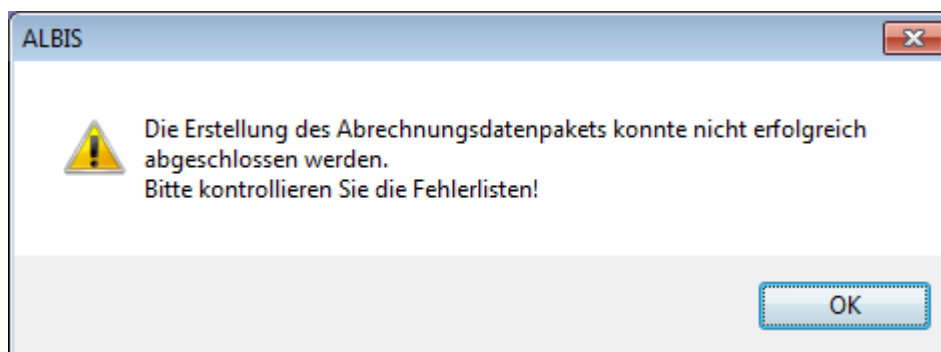 ALBIS
Die Erstellung des Abrechnungsdatenpakets konnte nicht erfolgreich
abgeschlossen werden.
Bitte kontrollieren Sie die Fehlerlisten!
OK